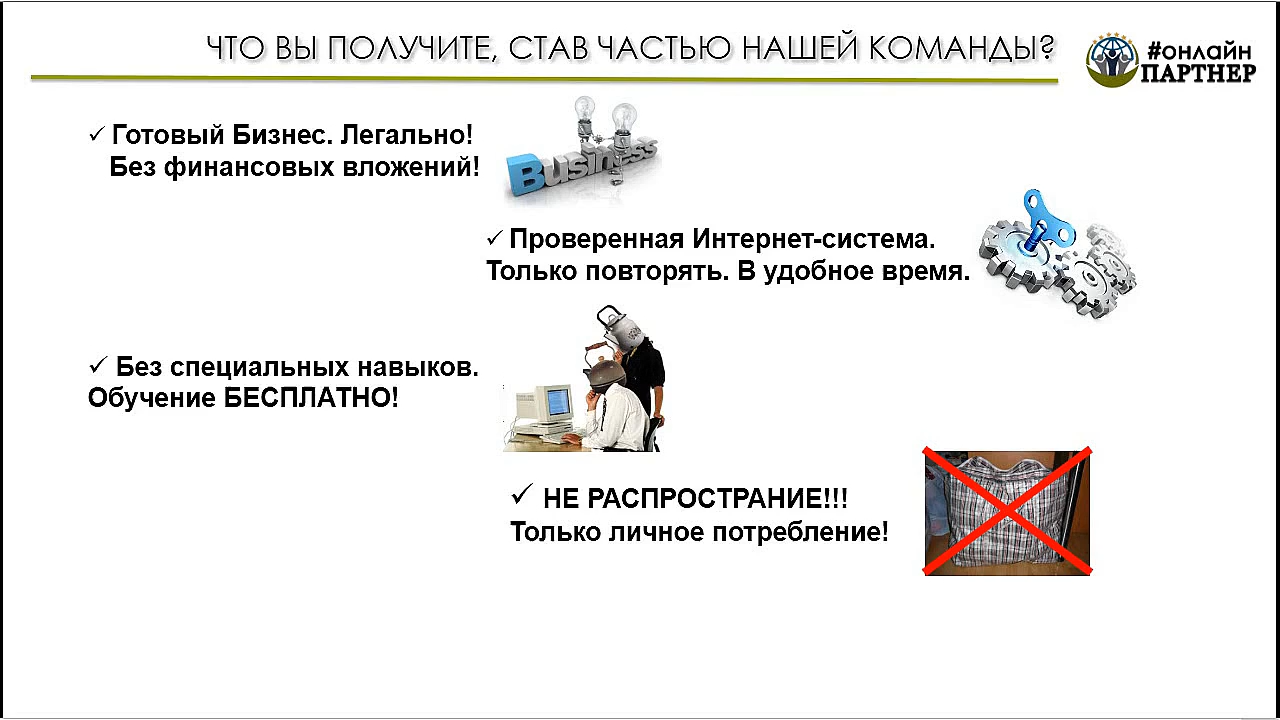 ЧТО ВЫ ПОЛУЧИТЕ, СТАВ ЧАСТЬЮ НАШЕЙ КОМАНДЫ?
#онлайн
ПАРТНЕР
✓ Готовый Бизнес. Легально!
Без финансовых вложений!
Business
✓ Проверенная Интернет-система.
Только повторять. В удобное время.
✓ Без специальных навыков.
Обучение БЕСПЛАТНО!
✓ НЕ РАСПРОСТРАНИЕ!!!
Только личное потребление!